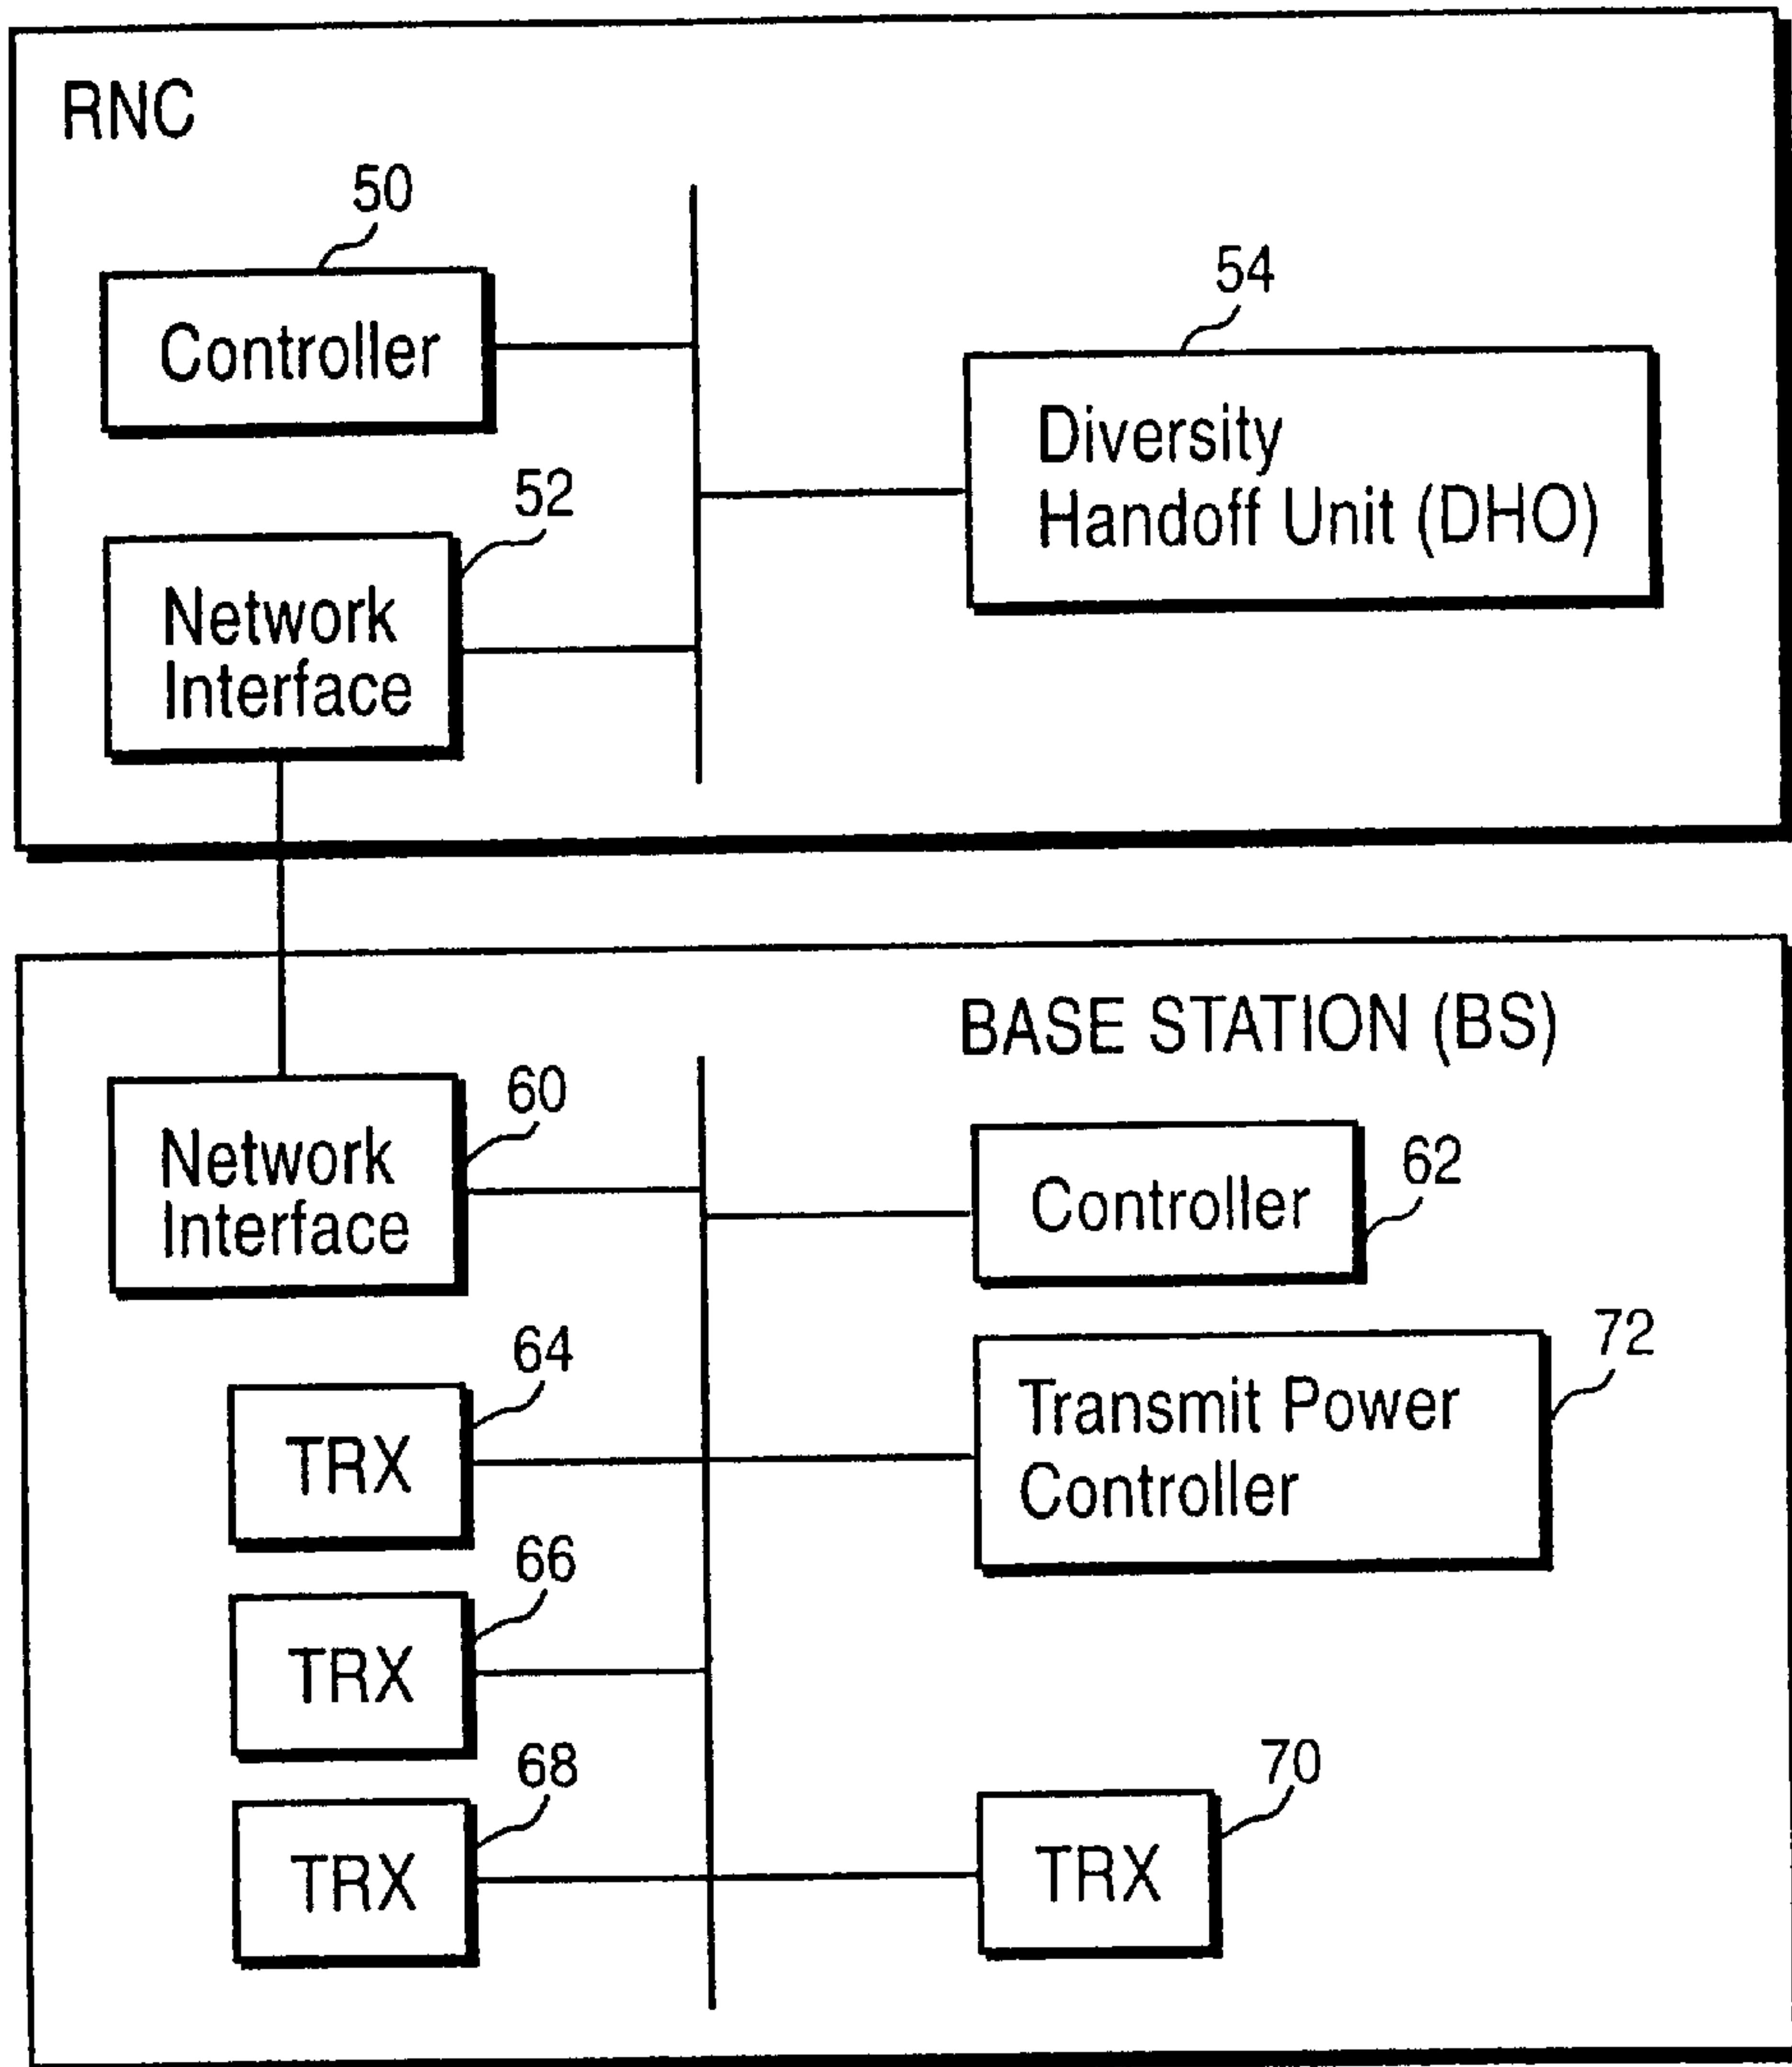 RNC
50
Controller
54
Diversity
Handoff Unit (DHO)
52
Network
Interface
BASE STATION (BS)
60
Network
Interface
62
Controller
64
TRX
72
Transmit Power
Controller
66
TRX
68
TRX
70
TRX